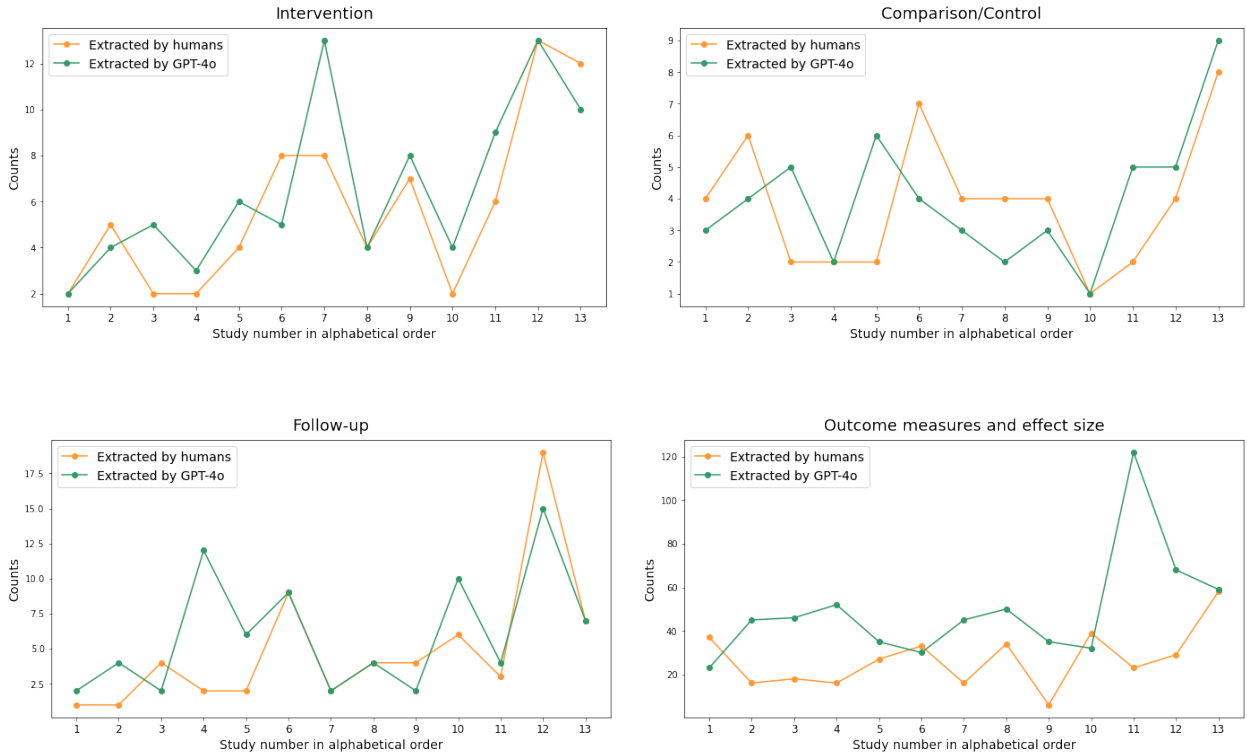 Intervention
Extracted by humans
Extracted by GPT-4o
12
10
8
6
4
2
Counts
1 2 3 4 5 6 7 8 9 10 11 12 13
Study number in alphabetical order
Comparison/Control
Extracted by humans
Extracted by GPT-4o
9
8
7
6
5
4
3
2
1
Counts
1 2 3 4 5 6 7 8 9 10 11 12 13
Study number in alphabetical order
Follow-up
Extracted by humans
Extracted by GPT-4o
17.5
15.0
12.5
10.0
7.5
5.0
2.5
Counts
1 2 3 4 5 6 7 8 9 10 11 12 13
Study number in alphabetical order
Outcome measures and effect size
Extracted by humans
Extracted by GPT-4o
120
100
80
60
40
20
Counts
1 2 3 4 5 6 7 8 9 10 11 12 13
Study number in alphabetical order